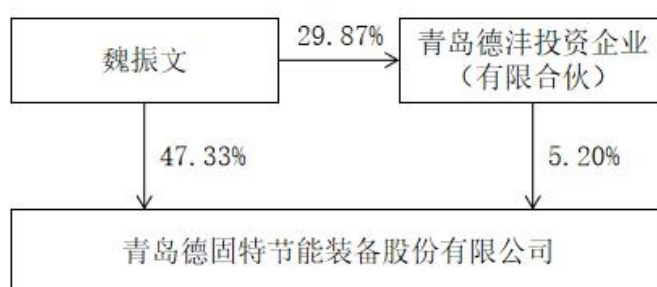 29.87%
魏振文
青岛德沣投资企业
（有限合伙）
47.33%
5.20%
青岛德固特节能装备股份有限公司